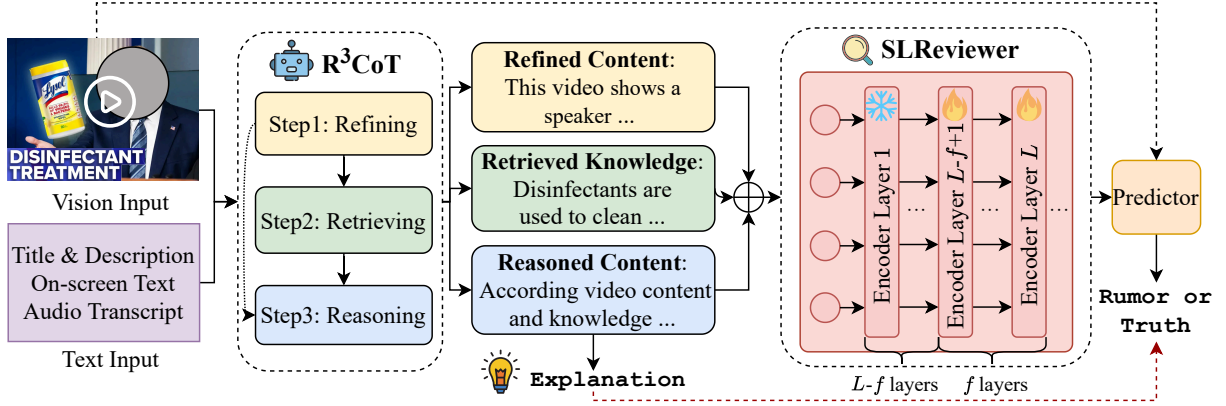 Lysol
DISINFECTANT
TREATMENT
Vision Input
Title & Description
On-screen Text
Audio Transcript
Text Input
R³CoT
Step1: Refining
Step2: Retrieving
Step3: Reasoning
Refined Content:
This video shows a
speaker ...
Retrieved Knowledge:
Disinfectants are
used to clean ...
Reasoned Content:
According video content
and knowledge ...
Explanation
SLReviewer
Encoder Layer 1
...
...
Encoder Layer L-f+1
...
...
Encoder Layer L
...
...
L-f layers
f layers
Predictor
Rumor or
Truth